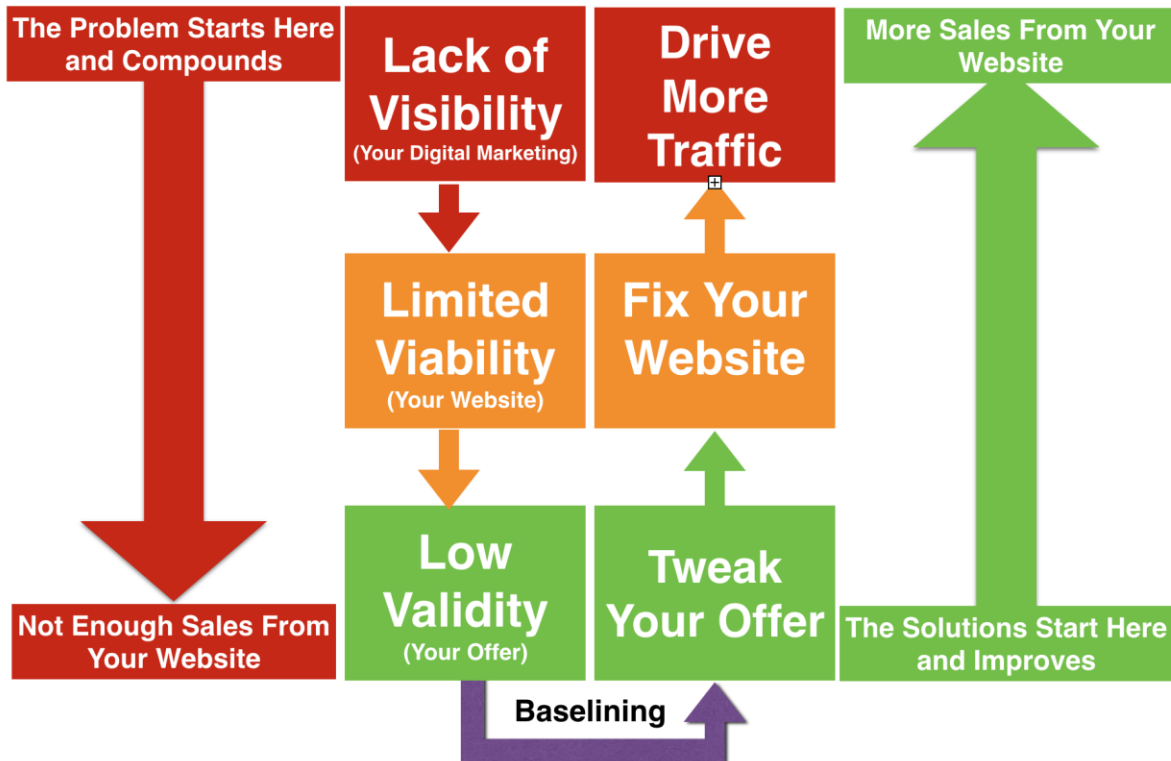 The Problem Starts Here
and Compounds
Not Enough Sales From
Your Website
Lack of
Visibility
(Your Digital Marketing)
Limited
Viability
(Your Website)
Low
Validity
(Your Offer)
Baselining
Tweak
Your Offer
Fix Your
Website
Drive
More
Traffic
The Solutions Start Here
and Improves
More Sales From Your
Website